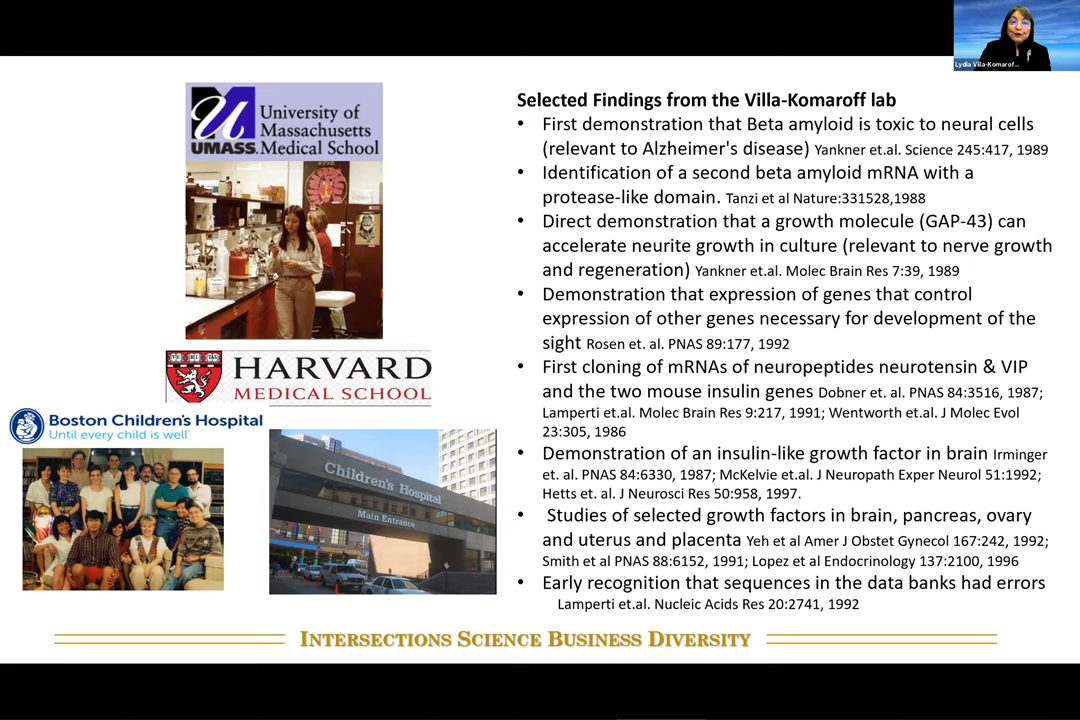 Lydia Villa-Komarof...
University of
Massachusetts
UMASS. Medical School
HARVARD
MEDICAL SCHOOL
Boston Children's Hospital
Until every child is well
Children's Hospital
Main Entrance
Selected Findings from the Villa-Komaroff lab
• First demonstration that Beta amyloid is toxic to neural cells
(relevant to Alzheimer's disease) Yankner et.al. Science 245:417, 1989
• Identification of a second beta amyloid mRNA with a
protease-like domain. Tanzi et al Nature:331528,1988
• Direct demonstration that a growth molecule (GAP-43) can
accelerate neurite growth in culture (relevant to nerve growth
and regeneration) Yankner et.al. Molec Brain Res 7:39, 1989
• Demonstration that expression of genes that control
expression of other genes necessary for development of the
sight Rosen et. al. PNAS 89:177, 1992
• First cloning of mRNAs of neuropeptides neurotensin & VIP
and the two mouse insulin genes Dobner et. al. PNAS 84:3516, 1987;
Lamperti et.al. Molec Brain Res 9:217, 1991; Wentworth et.al. J Molec Evol
23:305, 1986
• Demonstration of an insulin-like growth factor in brain Irminger
et. al. PNAS 84:6330, 1987; McKelvie et.al. J Neuropath Exper Neurol 51:1992;
Hetts et. al. J Neurosci Res 50:958, 1997.
• Studies of selected growth factors in brain, pancreas, ovary
and uterus and placenta Yeh et al Amer J Obstet Gynecol 167:242, 1992;
Smith et al PNAS 88:6152, 1991; Lopez et al Endocrinology 137:2100, 1996
• Early recognition that sequences in the data banks had errors
Lamperti et.al. Nucleic Acids Res 20:2741, 1992
INTERSECTIONS SCIENCE BUSINESS DIVERSITY